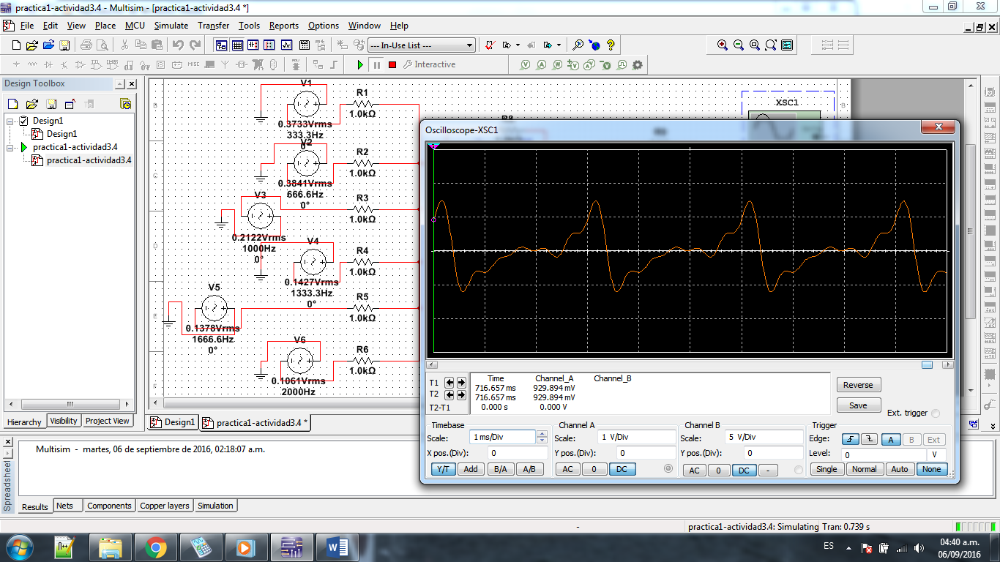 practica1-actividad3.4 - Multisim - [practica1-actividad3.4 *]
File Edit View Place MCU Simulate Transfer Tools Reports Options Window Help
--- In-Use List ---
Interactive
Design Toolbox
Design1
Design1
practica1-actividad3.4
practica1-actividad3.4
Hierarchy Visibility Project View
V1
0.3733Vrms
333.3Hz
0°
R1
1.0kΩ
V2
0.3841Vrms
666.6Hz
0°
R2
1.0kΩ
V3
0.2122Vrms
1000Hz
0°
R3
1.0kΩ
V4
0.1427Vrms
1333.3Hz
0°
R4
1.0kΩ
V5
0.1378Vrms
1666.6Hz
0°
R5
1.0kΩ
V6
0.1061Vrms
2000Hz
R6
1.0kΩ
R8
XSC1
Design1 practica1-actividad3.4 *
Oscilloscope-XSC1
Time Channel_A Channel_B
T1 716.657 ms 929.894 mV
T2 716.657 ms 929.894 mV
T2-T1 0.000 s 0.000 V
Reverse
Save
Ext. trigger
Timebase
Scale: 1 ms/Div
X pos.(Div): 0
Y/T Add B/A A/B
Channel A
Scale: 1 V/Div
Y pos.(Div): 0
AC 0 DC
Channel B
Scale: 5 V/Div
Y pos.(Div): 0
AC 0 DC -
Trigger
Edge: A B Ext
Level: 0 V
Single Normal Auto None
Spreadsheet
Multisim - martes, 06 de septiembre de 2016, 02:18:07 a.m.
Results Nets Components Copper layers Simulation
- practica1-actividad3.4: Simulating Tran: 0.739 s
ES
04:40 a.m.
06/09/2016